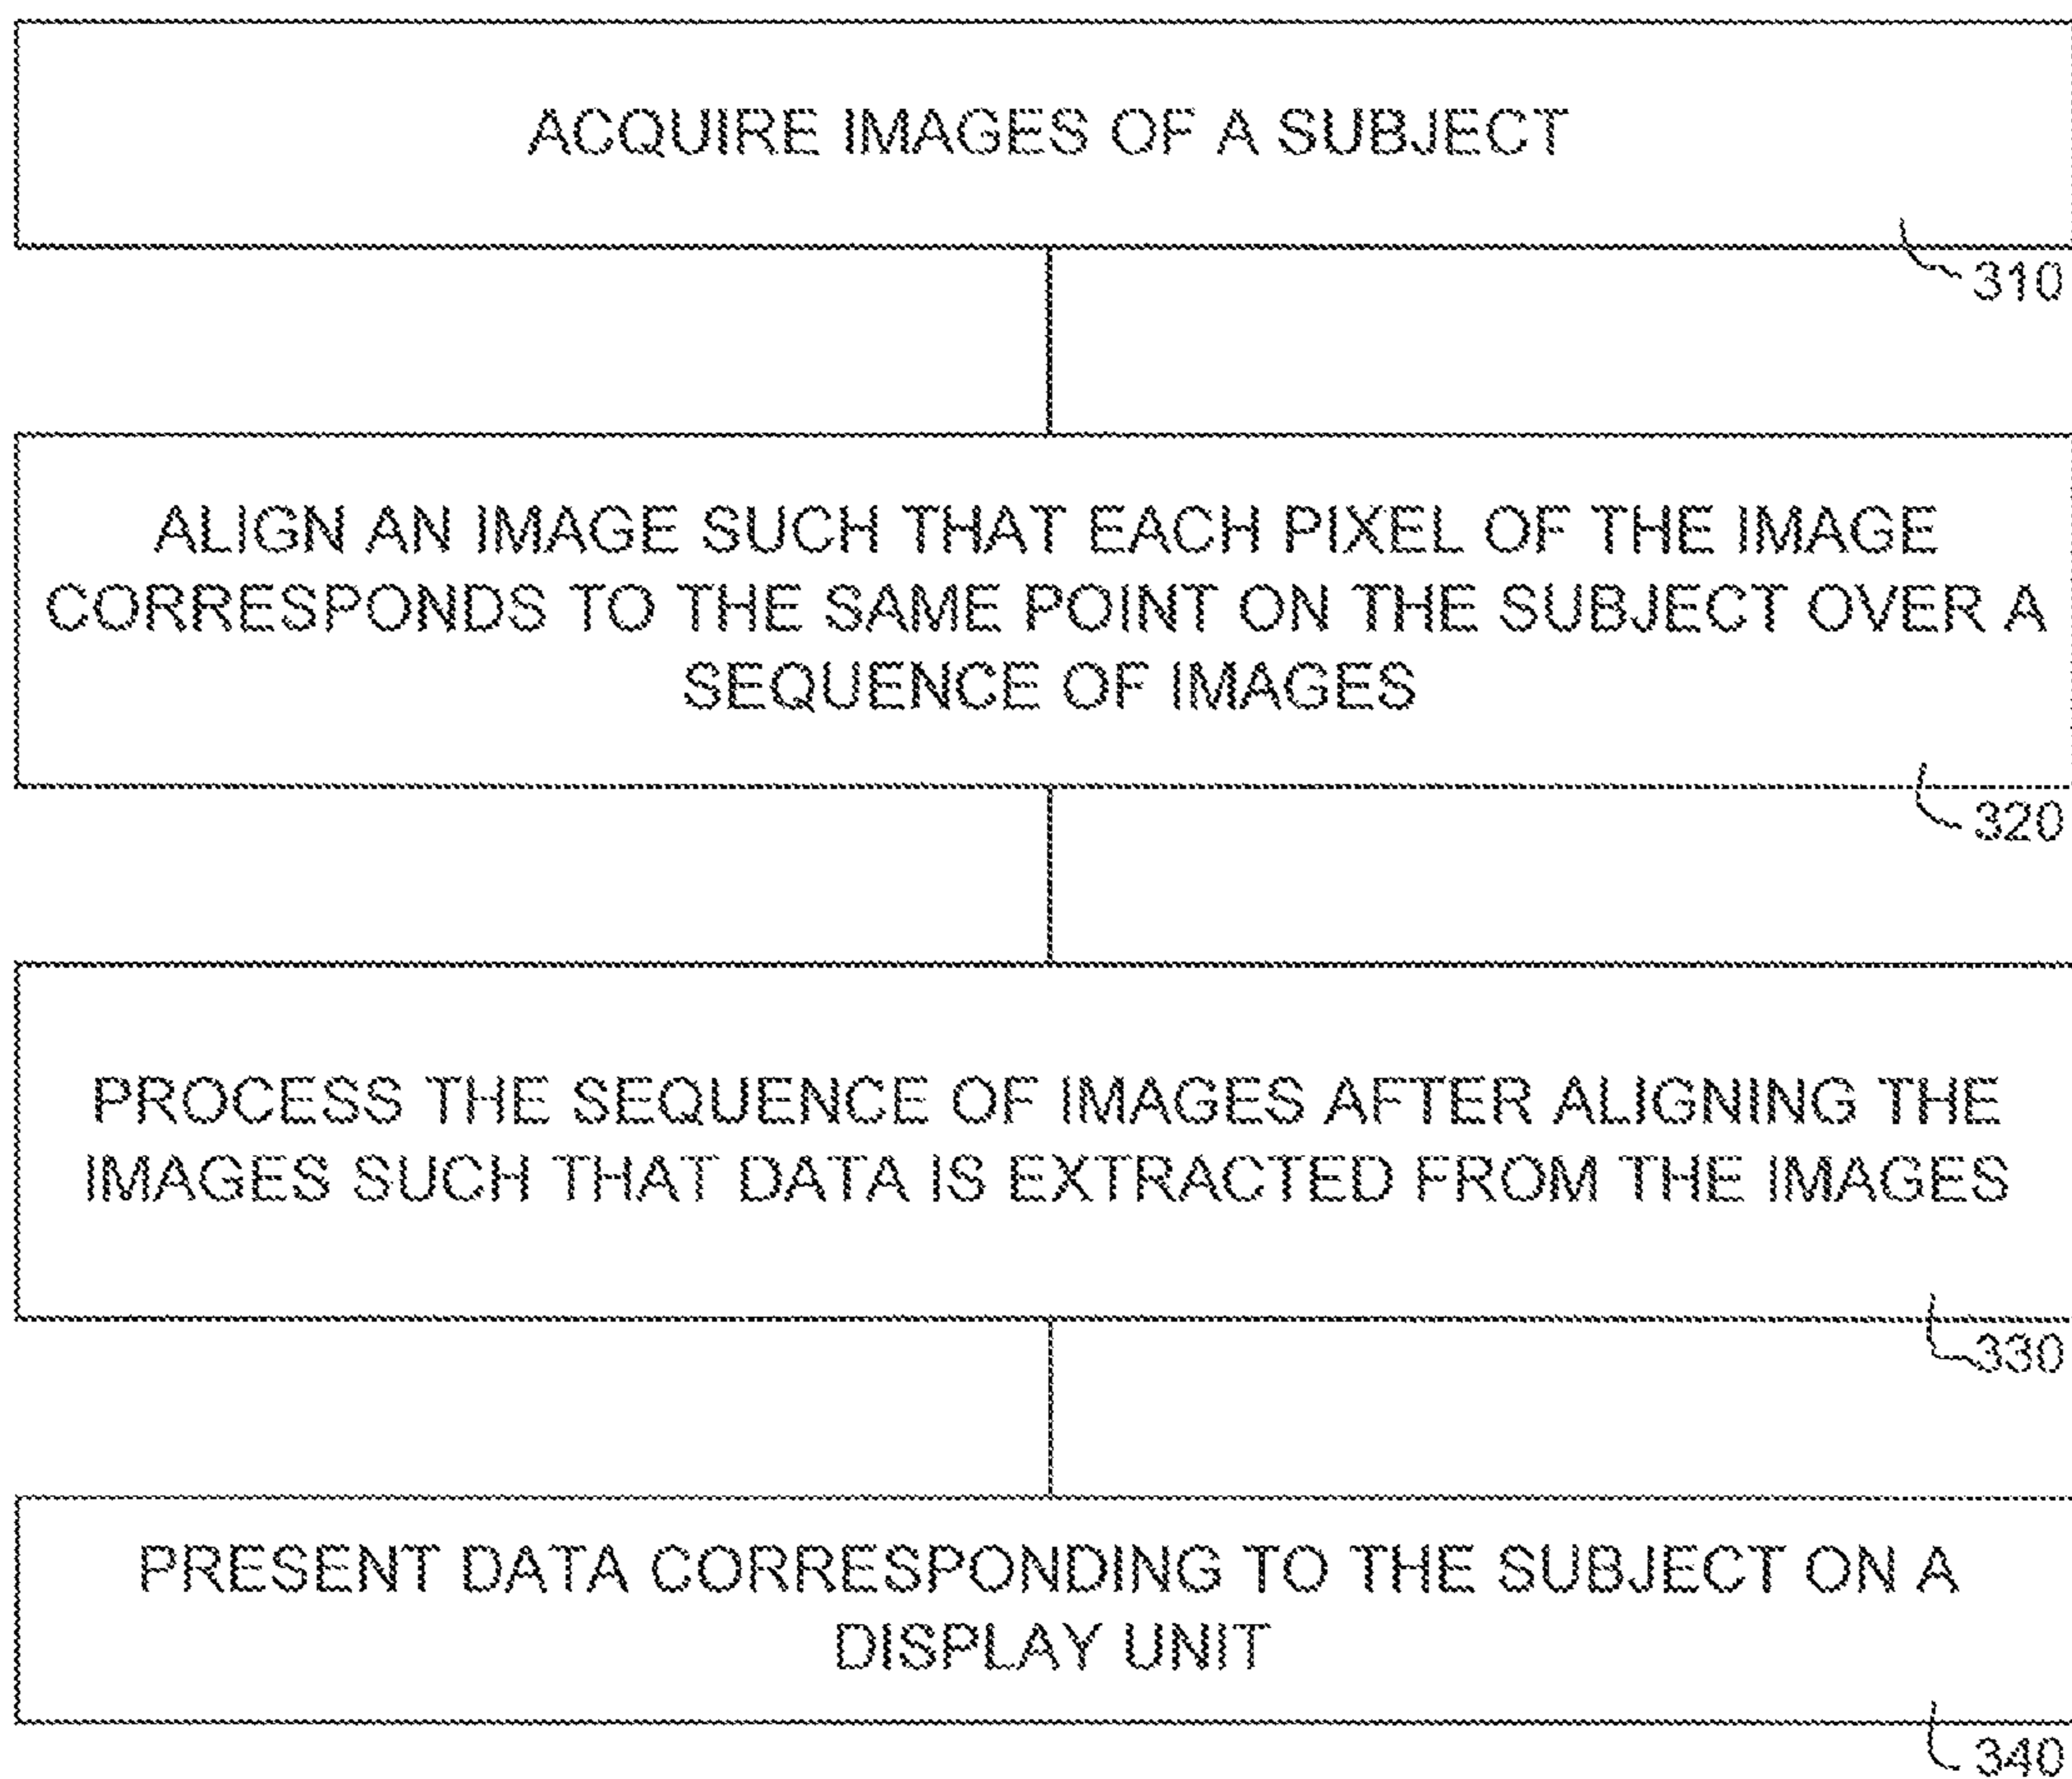 ACQUIRE IMAGES OF A SUBJECT
310
ALIGN AN IMAGE SUCH THAT EACH PIXEL OF THE IMAGE
CORRESPONDS TO THE SAME POINT ON THE SUBJECT OVER A
SEQUENCE OF IMAGES
320
PROCESS THE SEQUENCE OF IMAGES AFTER ALIGNING THE
IMAGES SUCH THAT DATA IS EXTRACTED FROM THE IMAGES
330
PRESENT DATA CORRESPONDING TO THE SUBJECT ON A
DISPLAY UNIT
340